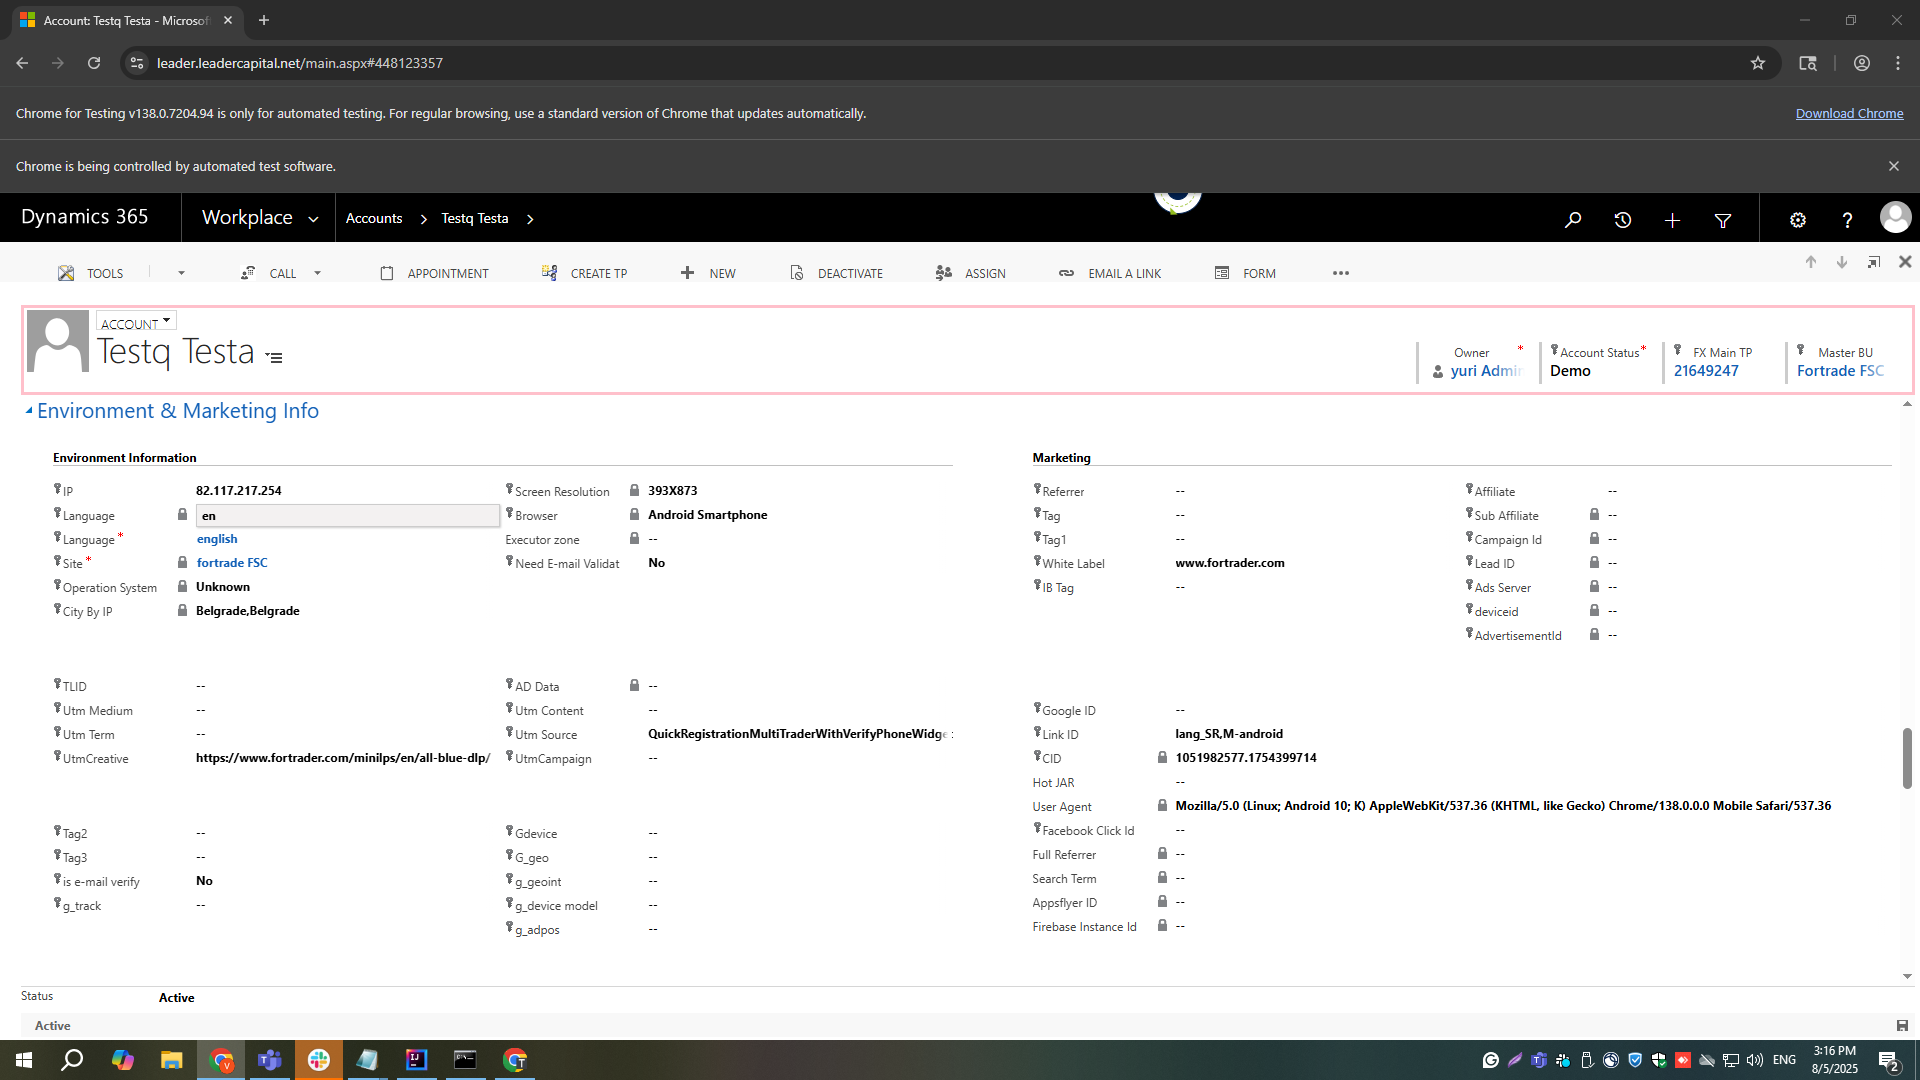 Account: Testq Testa - Microsof
leader.leadercapital.net/main.aspx#448123357
Chrome for Testing v138.0.7204.94 is only for automated testing. For regular browsing, use a standard version of Chrome that updates automatically.
Download Chrome
Chrome is being controlled by automated test software.
Dynamics 365
Workplace
Accounts
Testq Testa
TOOLS
CALL
APPOINTMENT
CREATE TP
NEW
DEACTIVATE
ASSIGN
EMAIL A LINK
FORM
ACCOUNT
Testq Testa
Owner *
yuri Admin
Account Status *
Demo
FX Main TP
21649247
Master BU
Fortrade FSC
Environment & Marketing Info
Environment Information
IP 82.117.217.254
Language en
Language * english
Site * fortrade FSC
Operation System Unknown
City By IP Belgrade,Belgrade
Screen Resolution 393X873
Browser Android Smartphone
Executor zone --
Need E-mail Validat No
Marketing
Referrer --
Tag --
Tag1 --
White Label www.fortrader.com
IB Tag --
Affiliate --
Sub Affiliate --
Campaign Id --
Lead ID --
Ads Server --
deviceid --
AdvertisementId --
TLID --
Utm Medium --
Utm Term --
UtmCreative https://www.fortrader.com/minilps/en/all-blue-dlp/
AD Data --
Utm Content --
Utm Source QuickRegistrationMultiTraderWithVerifyPhoneWidge
UtmCampaign --
Google ID --
Link ID lang_SR,M-android
CID 1051982577.1754399714
Hot JAR --
User Agent Mozilla/5.0 (Linux; Android 10; K) AppleWebKit/537.36 (KHTML, like Gecko) Chrome/138.0.0.0 Mobile Safari/537.36
Facebook Click Id --
Full Referrer --
Search Term --
Appsflyer ID --
Firebase Instance Id --
Tag2 --
Tag3 --
is e-mail verify No
g_track --
Gdevice --
G_geo --
g_geoint --
g_device model --
g_adpos --
Status Active
Active
ENG
3:16 PM
8/5/2025
2